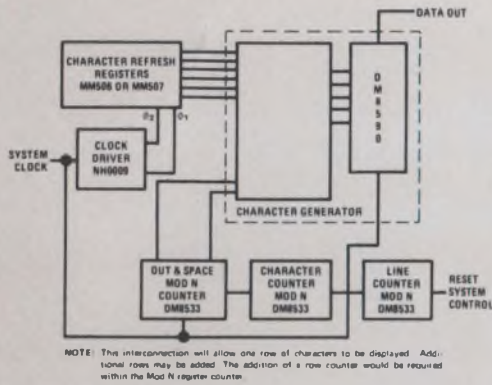 DATA OUT
CHARACTER REFRESH
REGISTERS
MM506 OR MM507
DM8590
ɸ2 ɸ1
SYSTEM
CLOCK
CLOCK
DRIVER
NH0009
CHARACTER GENERATOR
OUT & SPACE
MOD N
COUNTER
DM8533
CHARACTER
COUNTER
MOD N
DM8533
LINE
COUNTER
MOD N
DM8533
RESET
SYSTEM
CONTROL
NOTE: This interconnection will allow one row of characters to be displayed. Addi-
tional rows may be added. The addition of a row counter would be required
within the Mod N register counter.